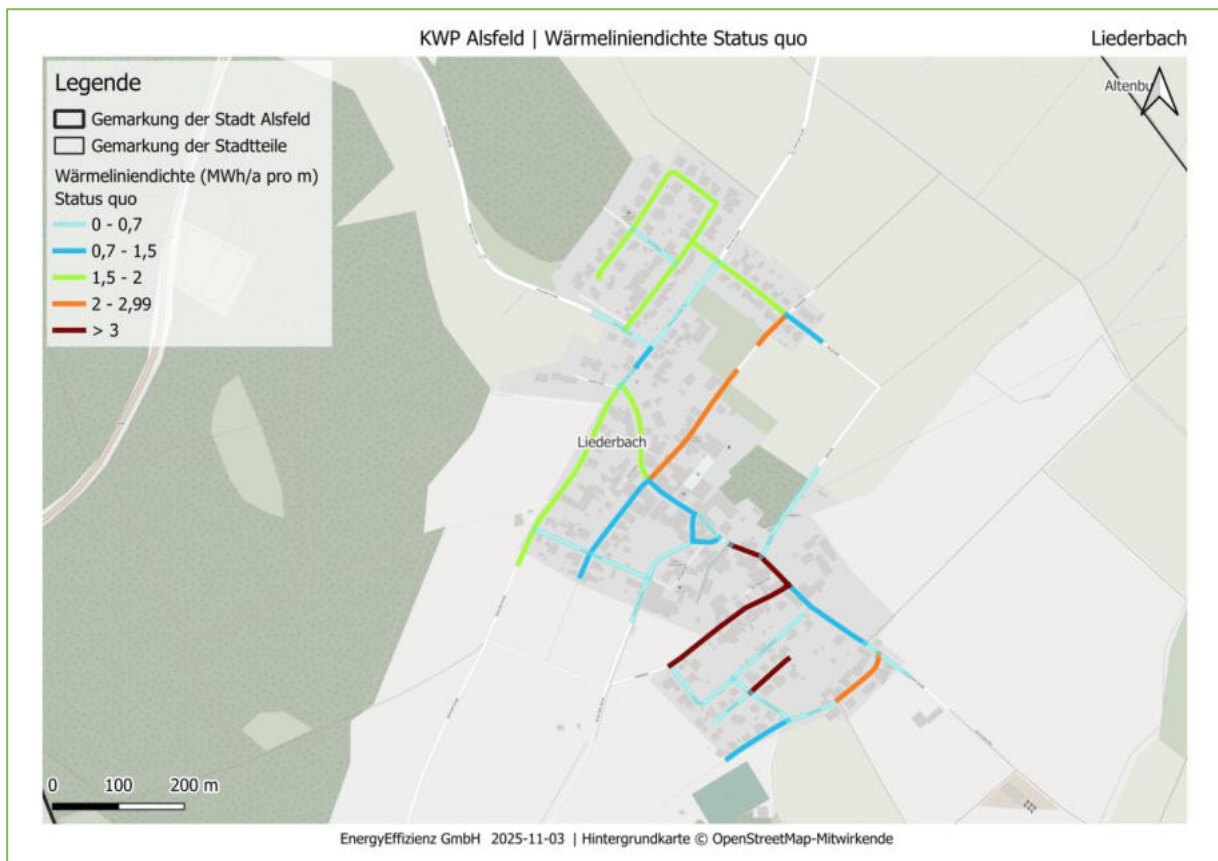 KWP Alsfeld | Wärmeliniendichte Status quo
Liederbach
Legende
Gemarkung der Stadt Alsfeld
Gemarkung der Stadtteile
Wärmeliniendichte (MWh/a pro m)
Status quo
0 - 0,7
0,7 - 1,5
1,5 - 2
2 - 2,99
> 3
Altenbu
Liederbach
0 100 200 m
EnergyEffizienz GmbH 2025-11-03 | Hintergrundkarte © OpenStreetMap-Mitwirkende